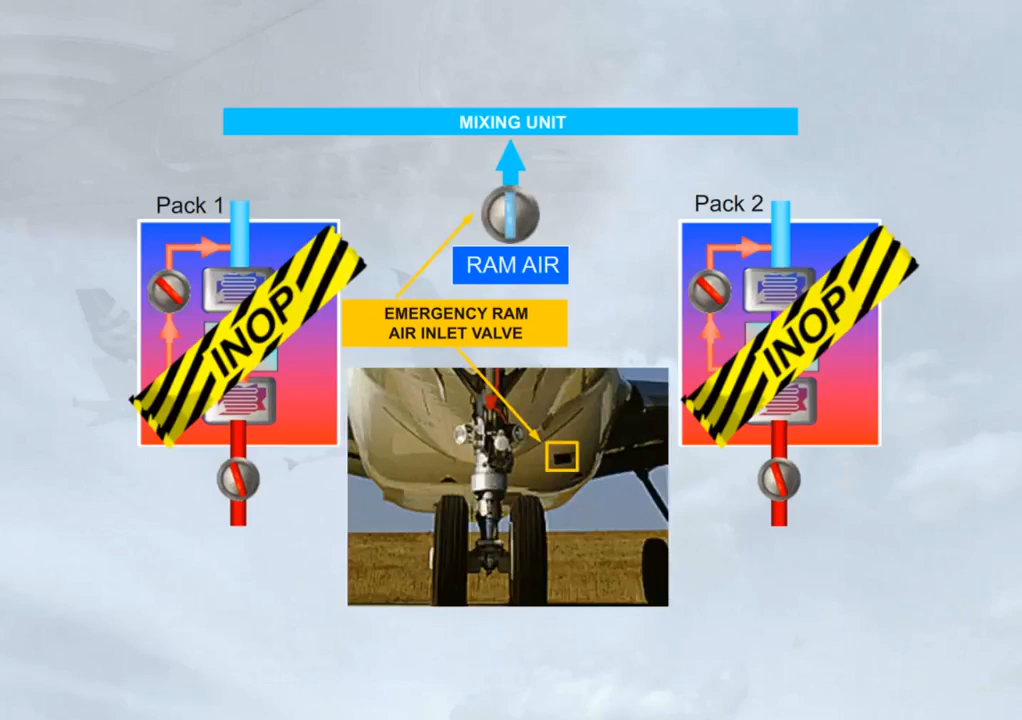 MIXING UNIT
Pack 1
Pack 2
RAM AIR
EMERGENCY RAM
AIR INLET VALVE
INOP
INOP